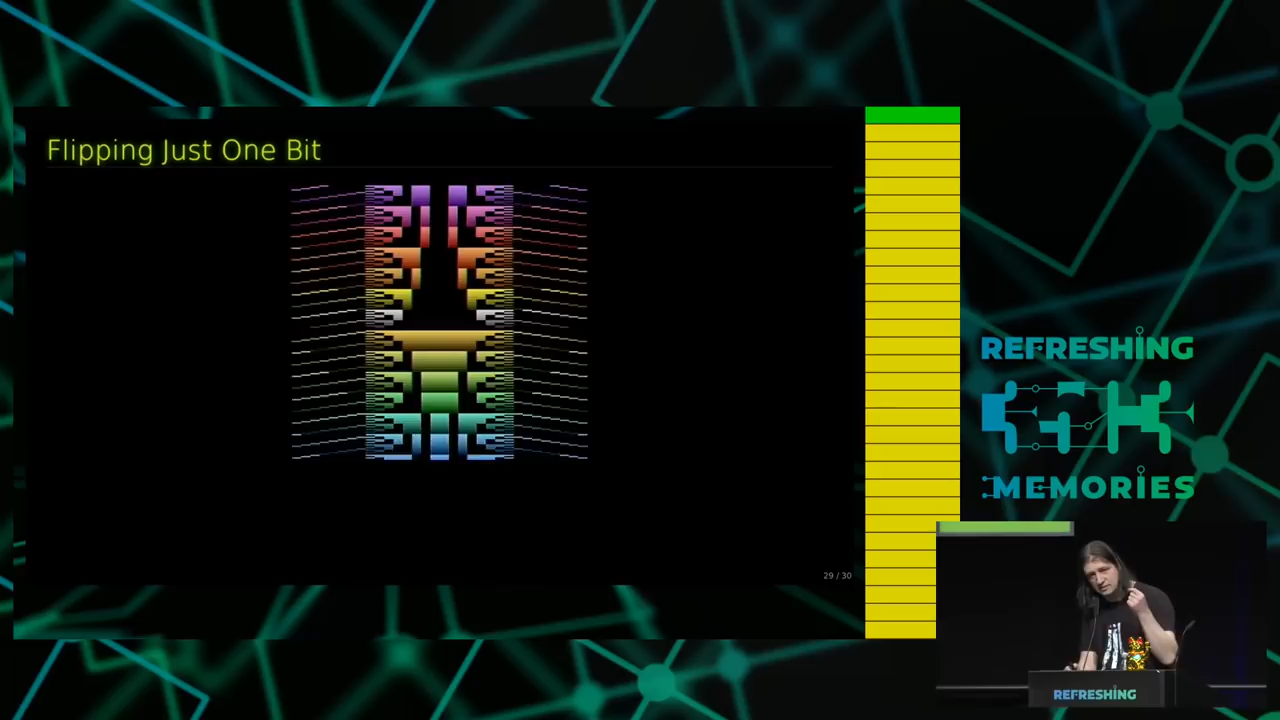 Flipping Just One Bit
29 / 30
REFRESHING
MEMORIES
REFRESHING